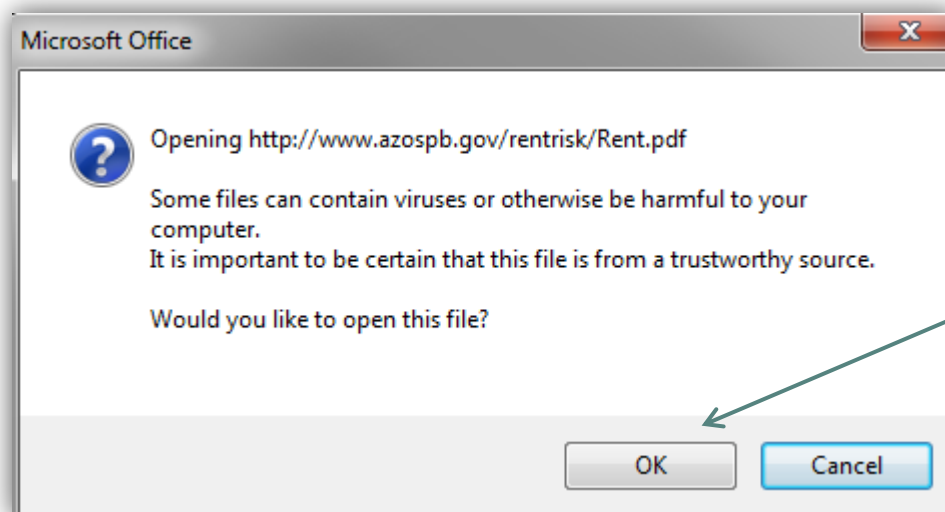 Microsoft Office
X
Opening http://www.azospb.gov/rentrisk/Rent.pdf
Some files can contain viruses or otherwise be harmful to your
computer.
It is important to be certain that this file is from a trustworthy source.
Would you like to open this file?
OK
Cancel